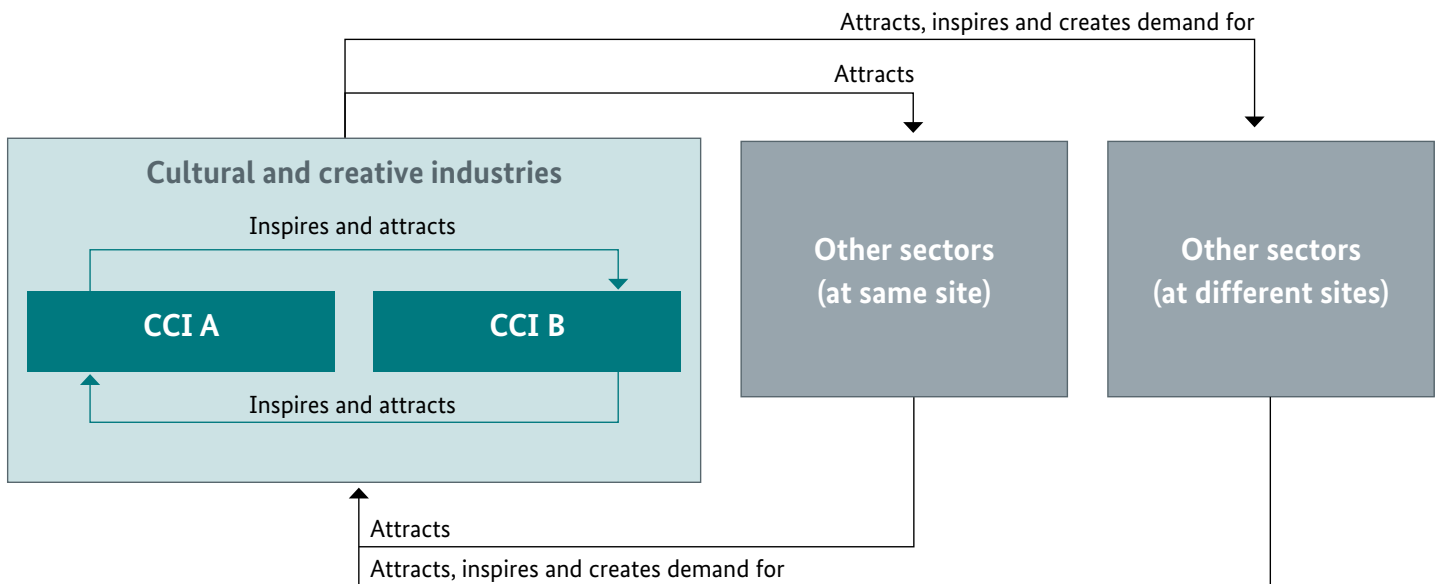 Attracts, inspires and creates demand for
Attracts
Cultural and creative industries
Inspires and attracts
CCI A
CCI B
Inspires and attracts
Other sectors
(at same site)
Other sectors
(at different sites)
Attracts
Attracts, inspires and creates demand for